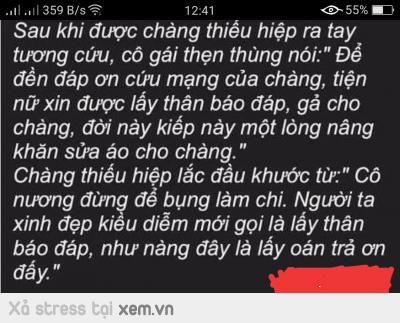 359 B/s 12:41 55%
Sau khi được chàng thiếu hiệp ra tay
tương cứu, cô gái thẹn thùng nói:" Để
đền đáp ơn cứu mạng của chàng, tiện
nữ xin được lấy thân báo đáp, gả cho
chàng, đời này kiếp này một lòng nâng
khăn sửa áo cho chàng."
Chàng thiếu hiệp lắc đầu khước từ:" Cô
nương đừng để bụng làm chi. Người ta
xinh đẹp kiều diễm mới gọi là lấy thân
báo đáp, như nàng đây là lấy oán trả ơn
đấy."
Xả stress tại xem.vn